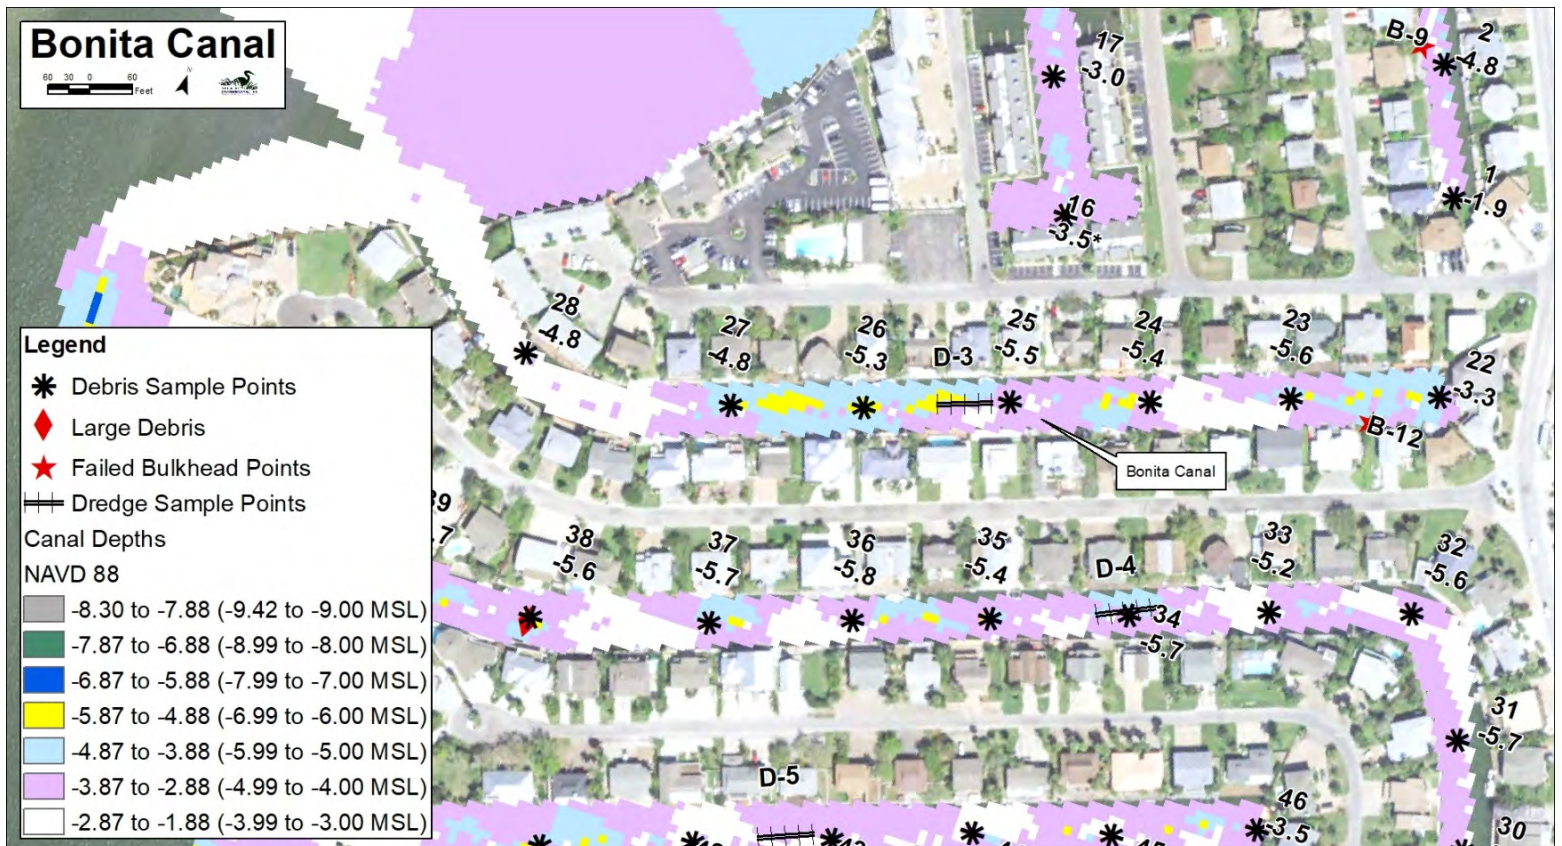 Bonita Canal
60 30 0 60
Feet
N
17
-3.0
B-9
2
-4.8
1
-1.9
16
-3.5*
28
-4.8
27
-4.8
26
-5.3
D-3
25
-5.5
24
-5.4
23
-5.6
22
-3.3
B-12
Bonita Canal
Legend
Debris Sample Points
Large Debris
Failed Bulkhead Points
Dredge Sample Points
Canal Depths
NAVD 88
-8.30 to -7.88 (-9.42 to -9.00 MSL)
-7.87 to -6.88 (-8.99 to -8.00 MSL)
-6.87 to -5.88 (-7.99 to -7.00 MSL)
-5.87 to -4.88 (-6.99 to -6.00 MSL)
-4.87 to -3.88 (-5.99 to -5.00 MSL)
-3.87 to -2.88 (-4.99 to -4.00 MSL)
-2.87 to -1.88 (-3.99 to -3.00 MSL)
38
-5.6
37
-5.7
36
-5.8
35
-5.4
D-4
34
-5.7
33
-5.2
32
-5.6
31
-5.7
D-5
46
-3.5
30